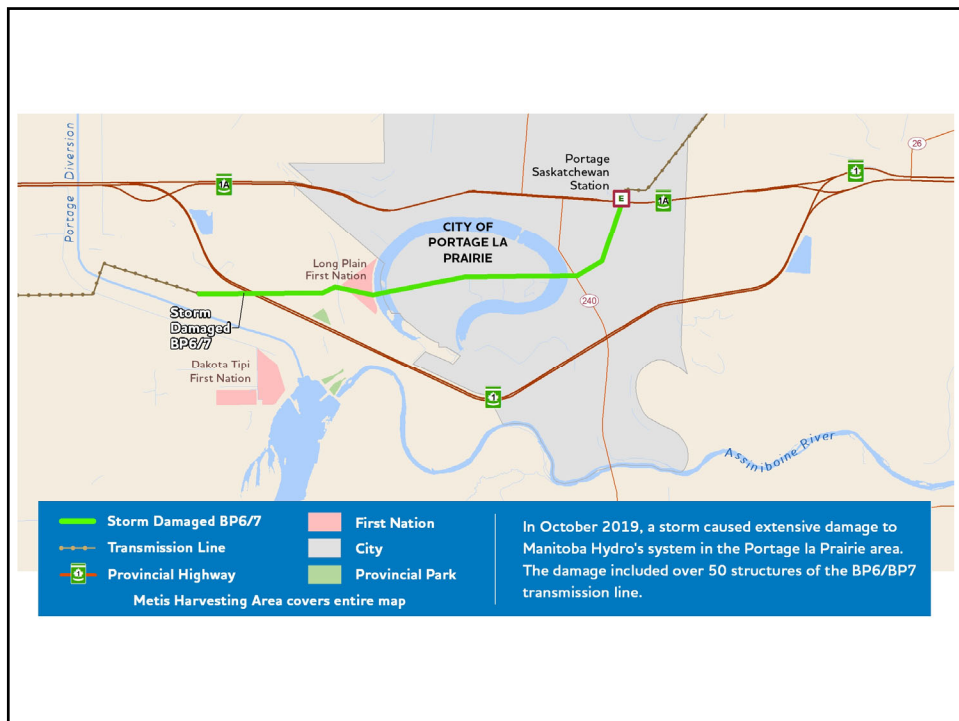 26
Portage
Saskatchewan
Station
1
1A
E
1A
Portage Diversion
CITY OF
PORTAGE LA
PRAIRIE
Long Plain
First Nation
240
Storm
Damaged
BP6/7
Dakota Tipi
First Nation
1
Assiniboine River
Storm Damaged BP6/7
Transmission Line
1
Provincial Highway
Metis Harvesting Area covers entire map
First Nation
City
Provincial Park
In October 2019, a storm caused extensive damage to
Manitoba Hydro's system in the Portage la Prairie area.
The damage included over 50 structures of the BP6/BP7
transmission line.